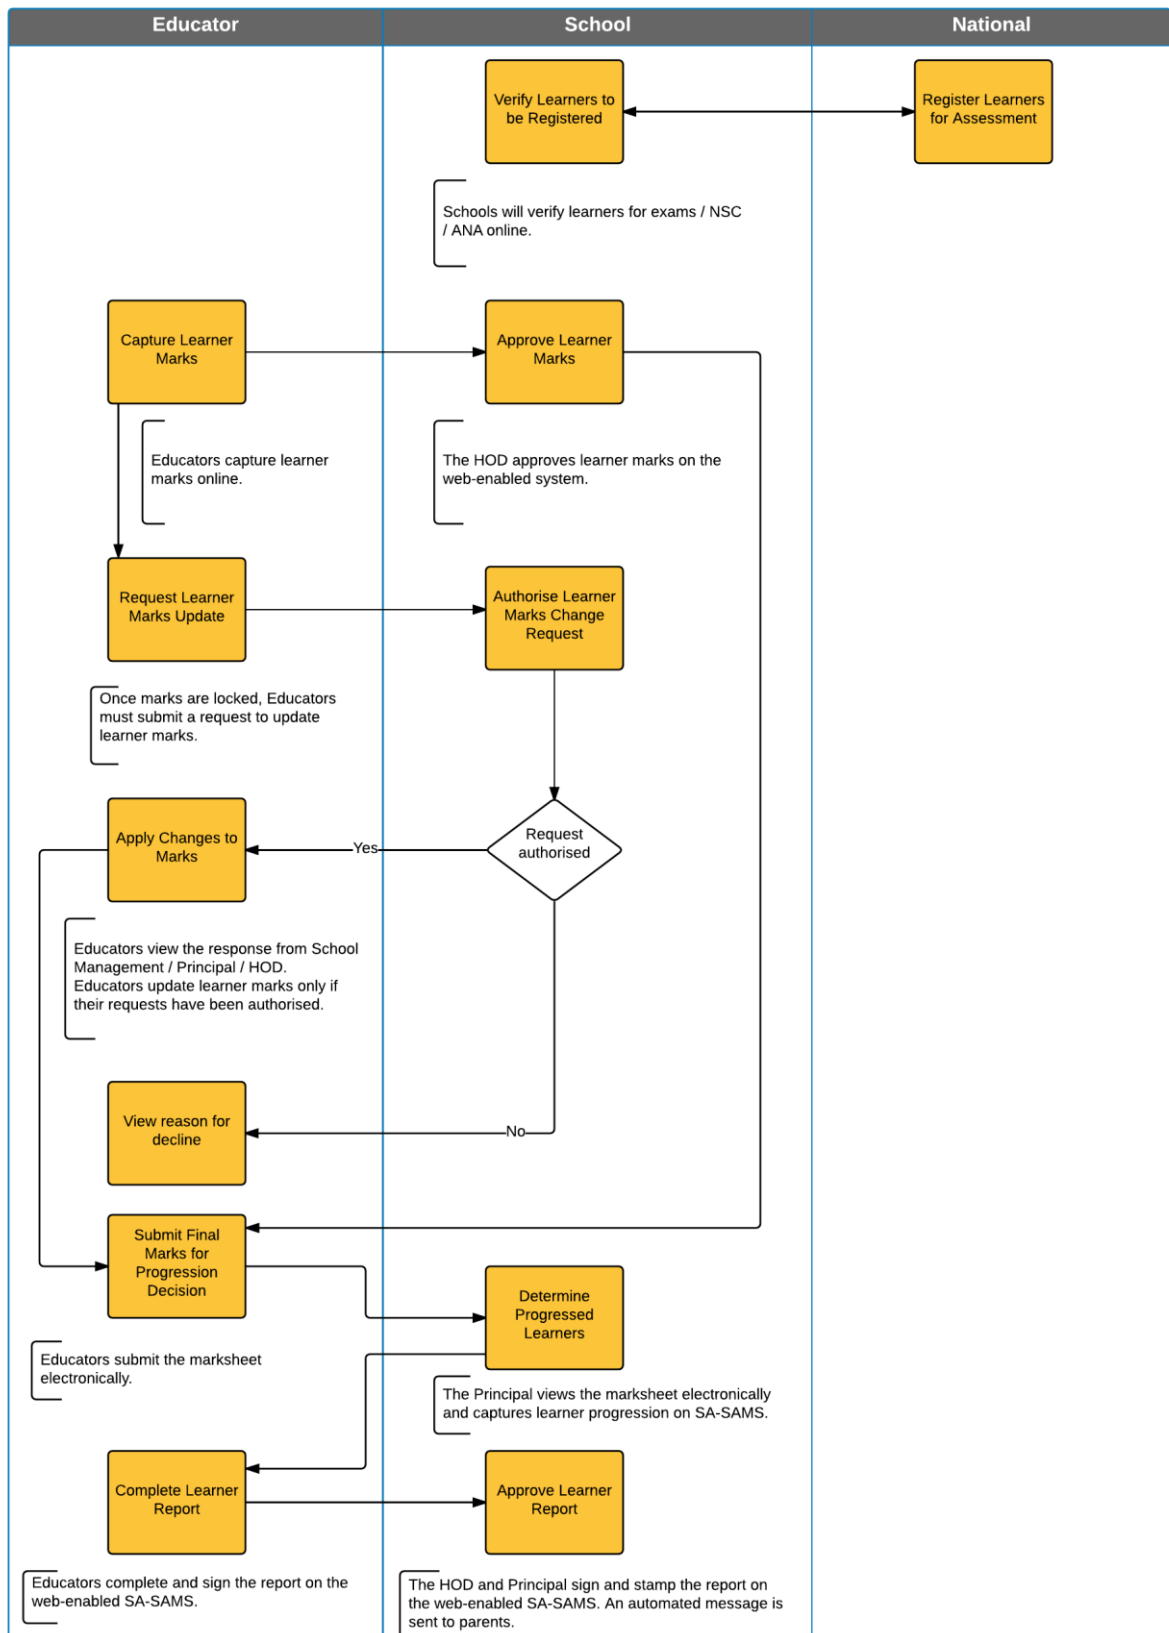 Educator
School
National
Verify Learners to
be Registered
Register Learners
for Assessment
Schools will verify learners for exams / NSC
/ ANA online.
Capture Learner
Marks
Approve Learner
Marks
Educators capture learner
marks online.
The HOD approves learner marks on the
web-enabled system.
Request Learner
Marks Update
Authorise Learner
Marks Change
Request
Once marks are locked, Educators
must submit a request to update
learner marks.
Apply Changes to
Marks
Yes
Request
authorised
Educators view the response from School
Management / Principal / HOD.
Educators update learner marks only if
their requests have been authorised.
View reason for
decline
No
Submit Final
Marks for
Progression
Decision
Determine
Progressed
Learners
Educators submit the marksheet
electronically.
The Principal views the marksheet electronically
and captures learner progression on SA-SAMS.
Complete Learner
Report
Approve Learner
Report
Educators complete and sign the report on the
web-enabled SA-SAMS.
The HOD and Principal sign and stamp the report on
the web-enabled SA-SAMS. An automated message is
sent to parents.